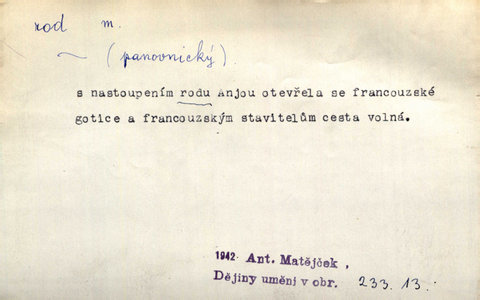 rod m.
~ (panovnický).
s nastoupením rodu Anjou otevřela se francouzské
gotice a francouzským stavitelům cesta volná.
1942 Ant. Matějček,
Dějiny umění v obr. 233.13.